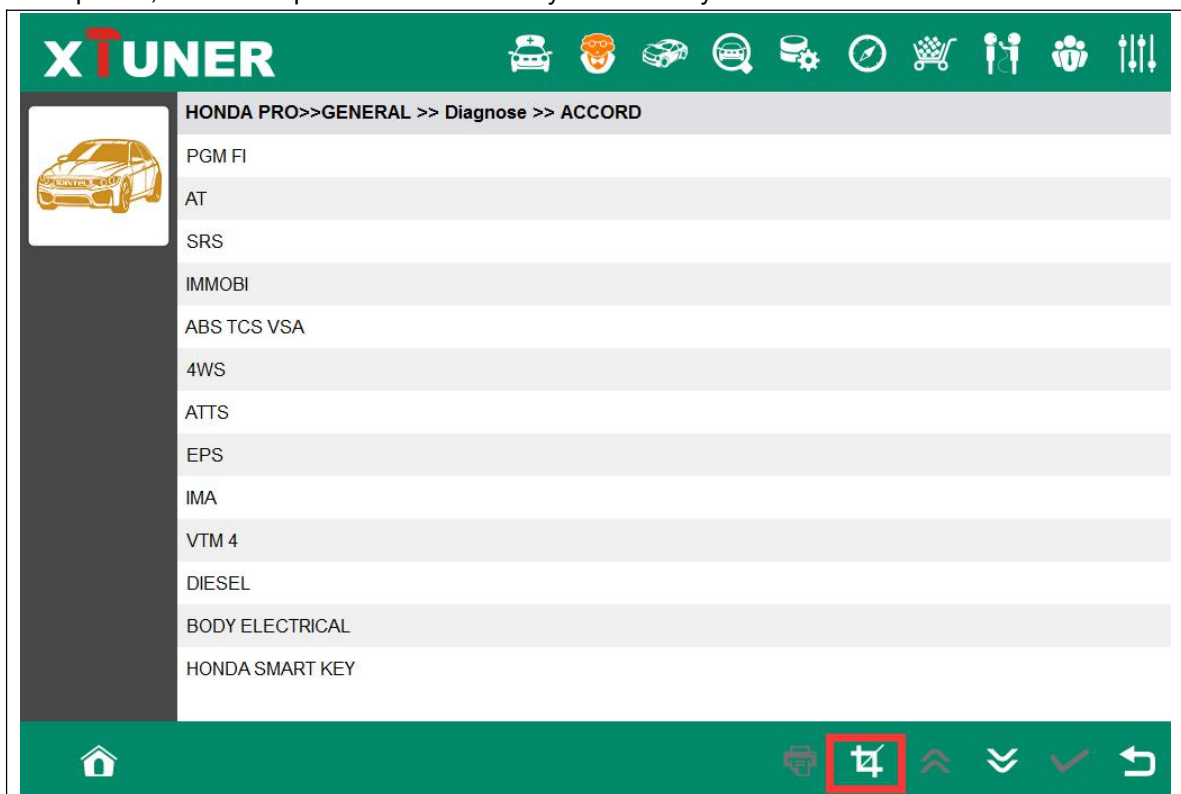 XTUNER
HONDA PRO>>GENERAL >> Diagnose >> ACCORD
PGM FI
AT
SRS
IMMOBI
ABS TCS VSA
4WS
ATTS
EPS
IMA
VTM 4
DIESEL
BODY ELECTRICAL
HONDA SMART KEY